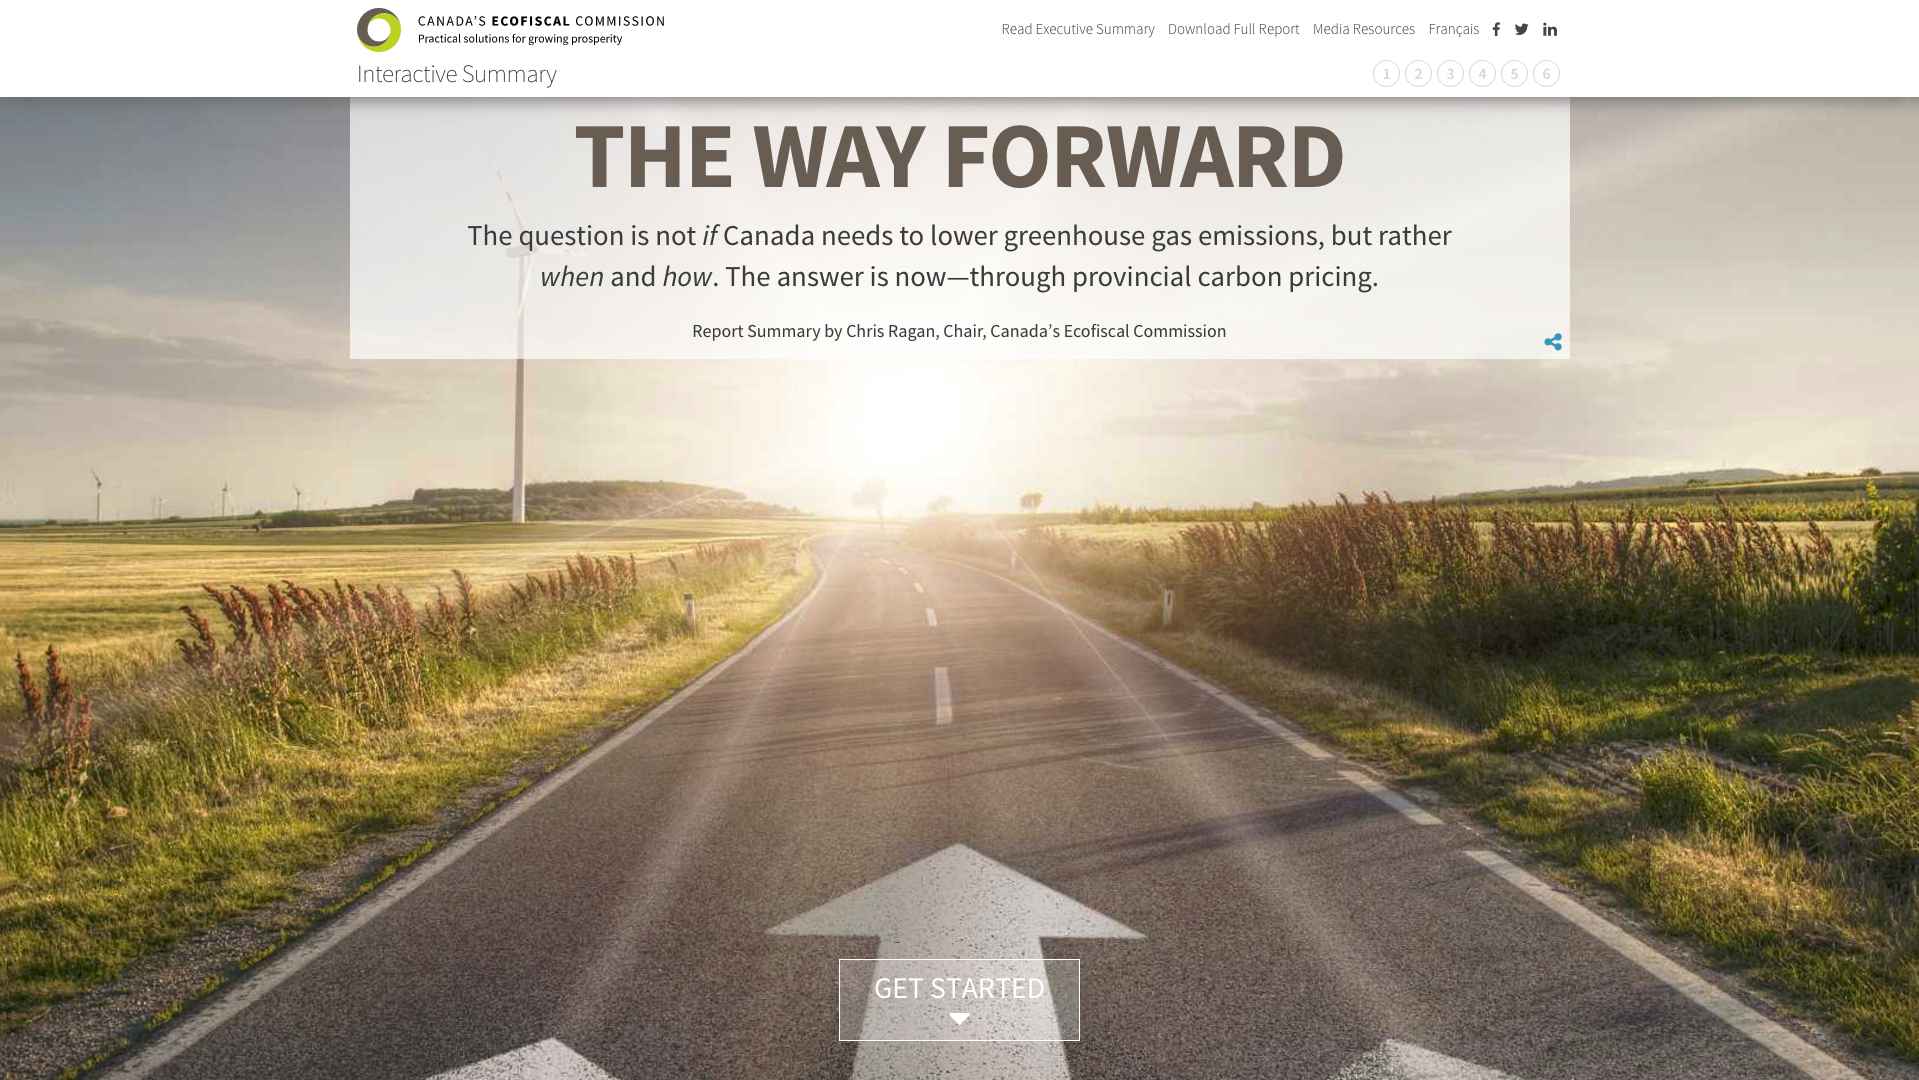 CANADA'S ECOFISCAL COMMISSION
Practical solutions for growing prosperity
Read Executive Summary Download Full Report Media Resources Français
Interactive Summary
1 2 3 4 5 6
THE WAY FORWARD
The question is not if Canada needs to lower greenhouse gas emissions, but rather
when and how. The answer is now—through provincial carbon pricing.
Report Summary by Chris Ragan, Chair, Canada's Ecofiscal Commission
GET STARTED